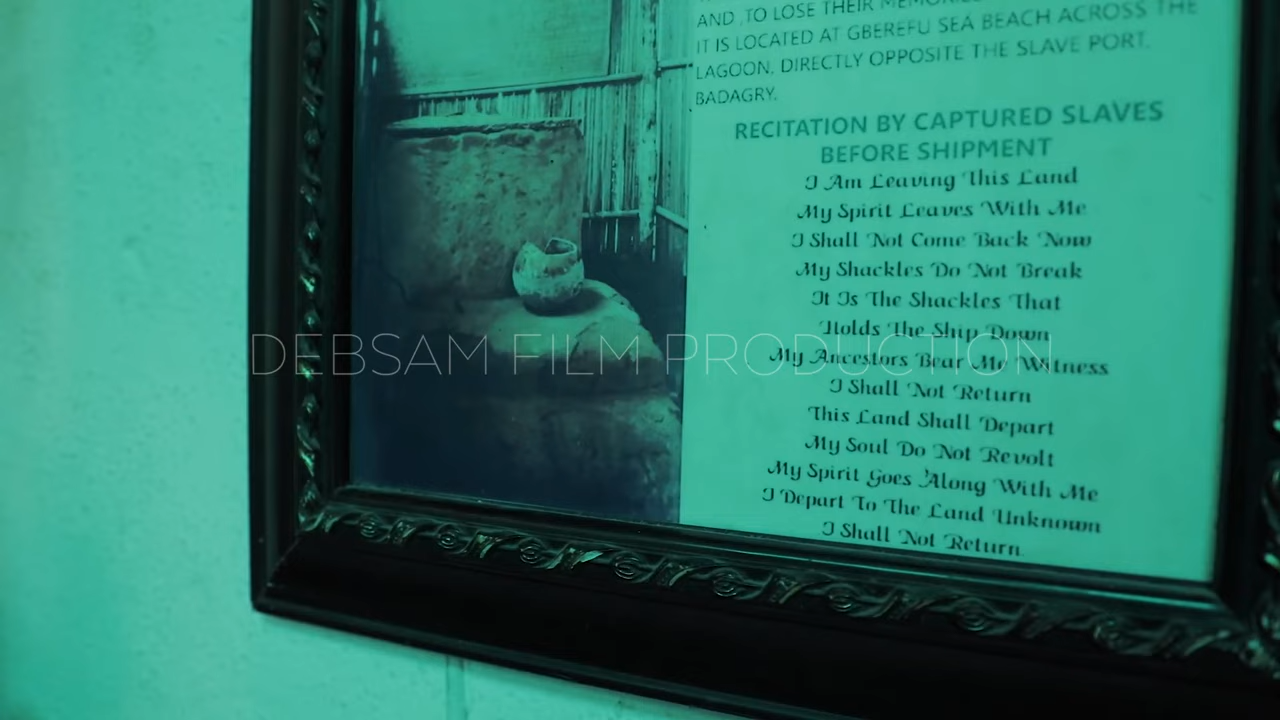 AND ,TO LOSE THEIR MEMORIES
IT IS LOCATED AT GBEREFU SEA BEACH ACROSS THE
LAGOON, DIRECTLY OPPOSITE THE SLAVE PORT,
BADAGRY.
RECITATION BY CAPTURED SLAVES
BEFORE SHIPMENT
I Am Leaving This Land
My Spirit Leaves With Me
I Shall Not Come Back Now
My Shackles Do Not Break
It Is The Shackles That
Holds The Ship Down
DEBSAM FILM PRODUCTION
My Ancestors Bear Me Witness
I Shall Not Return
This Land Shall Depart
My Soul Do Not Revolt
My Spirit Goes Along With Me
I Depart To The Land Unknown
I Shall Not Return.